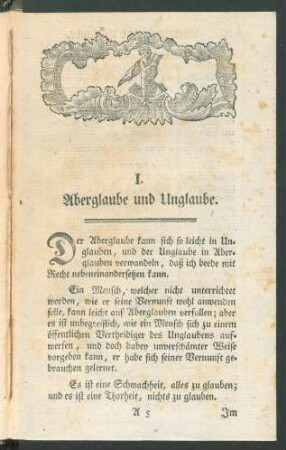 I.
Aberglaube und Unglaube.
Der Aberglaube kann sich so leicht in Un-
glauben, und der Unglaube in Aber-
glauben verwandeln, daß ich beede mit
Recht nebeneinandersetzen kann.
Ein Mensch, welcher nicht unterrichtet
worden, wie er seine Vernunft wohl anwenden
solle, kann leicht auf Aberglauben verfallen; aber
es ist unbegreiflich, wie ein Mensch sich zu einem
öffentlichen Vertheidiger des Unglaubens auf-
werfen, und doch dabey unverschämter Weise
vorgeben kann, er habe sich seiner Vernunft ge-
brauchen gelernet.
Es ist eine Schwachheit, alles zu glauben;
und es ist eine Thorheit, nichts zu glauben.
A 5 Im